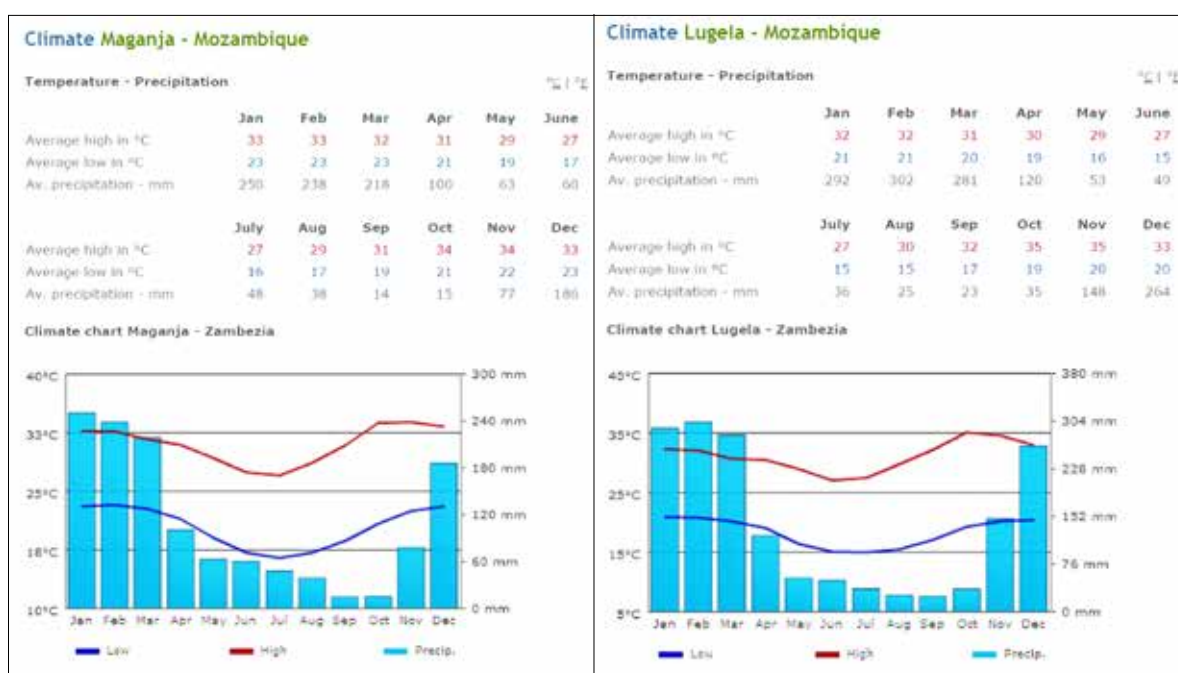 Climate Maganja - Mozambique
Temperature - Precipitation °C | °F
Jan Feb Mar Apr May June
Average high in °C 33 33 32 31 29 27
Average low in °C 23 23 23 21 19 17
Av. precipitation - mm 250 238 218 100 63 60
July Aug Sep Oct Nov Dec
Average high in °C 27 29 31 34 34 33
Average low in °C 16 17 19 21 22 23
Av. precipitation - mm 48 38 14 15 77 186
Climate chart Maganja - Zambezia
40°C 300 mm
33°C 240 mm
180 mm
25°C
120 mm
18°C
60 mm
10°C 0 mm
Jan Feb Mar Apr May Jun Jul Aug Sep Oct Nov Dec
Low High Precip.
Climate Lugela - Mozambique
Temperature - Precipitation °C | °F
Jan Feb Mar Apr May June
Average high in °C 32 32 31 30 29 27
Average low in °C 21 21 20 19 16 15
Av. precipitation - mm 292 302 281 120 53 49
July Aug Sep Oct Nov Dec
Average high in °C 27 30 32 35 35 33
Average low in °C 15 15 17 19 20 20
Av. precipitation - mm 36 25 23 35 148 264
Climate chart Lugela - Zambezia
45°C 380 mm
35°C 304 mm
228 mm
25°C
152 mm
15°C
76 mm
5°C 0 mm
Jan Feb Mar Apr May Jun Jul Aug Sep Oct Nov Dec
Low High Precip.